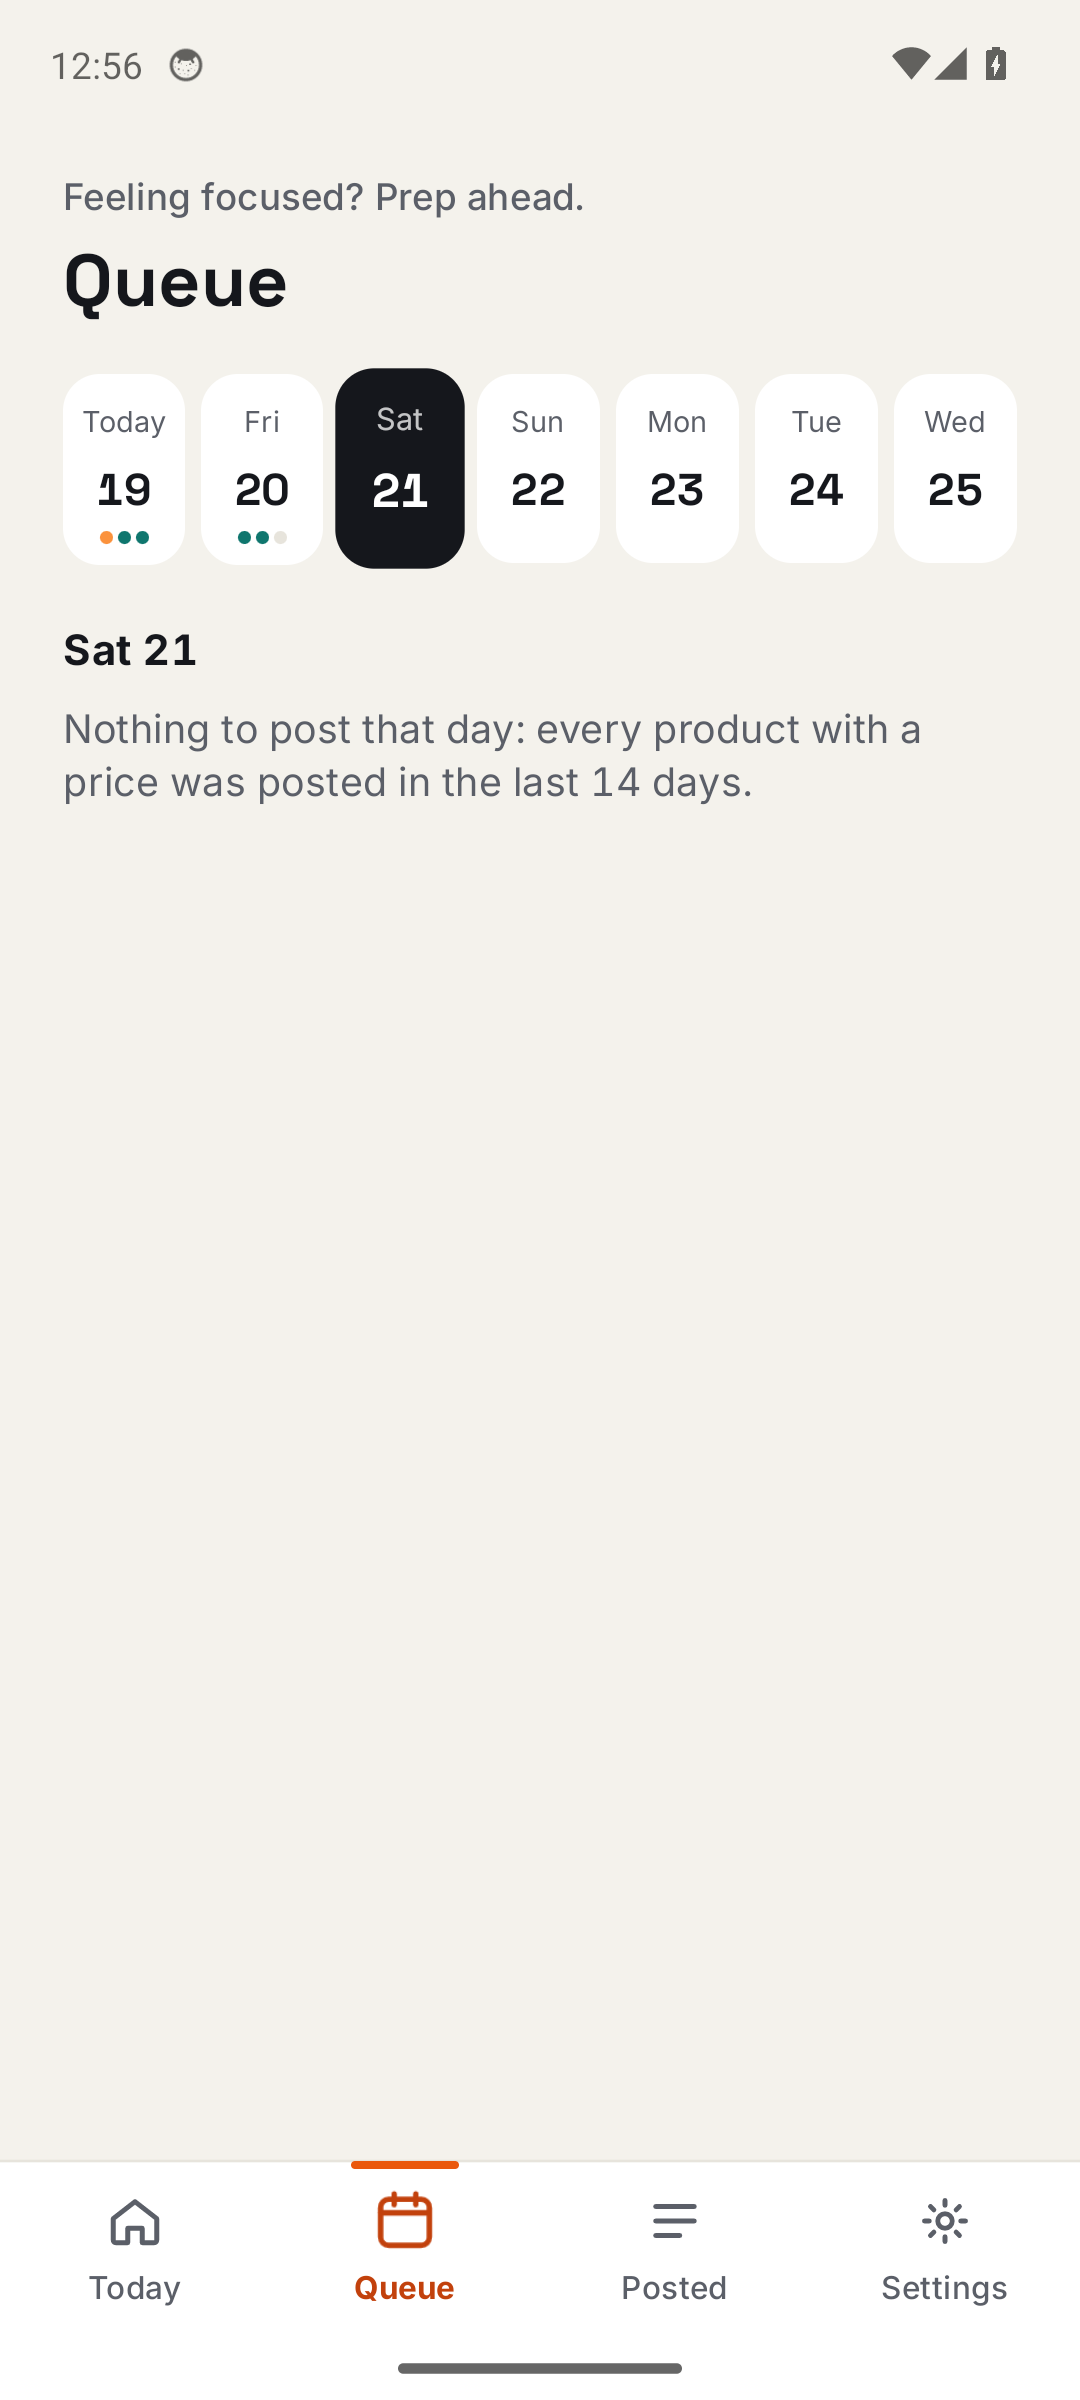 12:56
Feeling focused? Prep ahead.
Queue
Today Fri Sat Sun Mon Tue Wed
19 20 21 22 23 24 25
Sat 21
Nothing to post that day: every product with a
price was posted in the last 14 days.
Today Queue Posted Settings